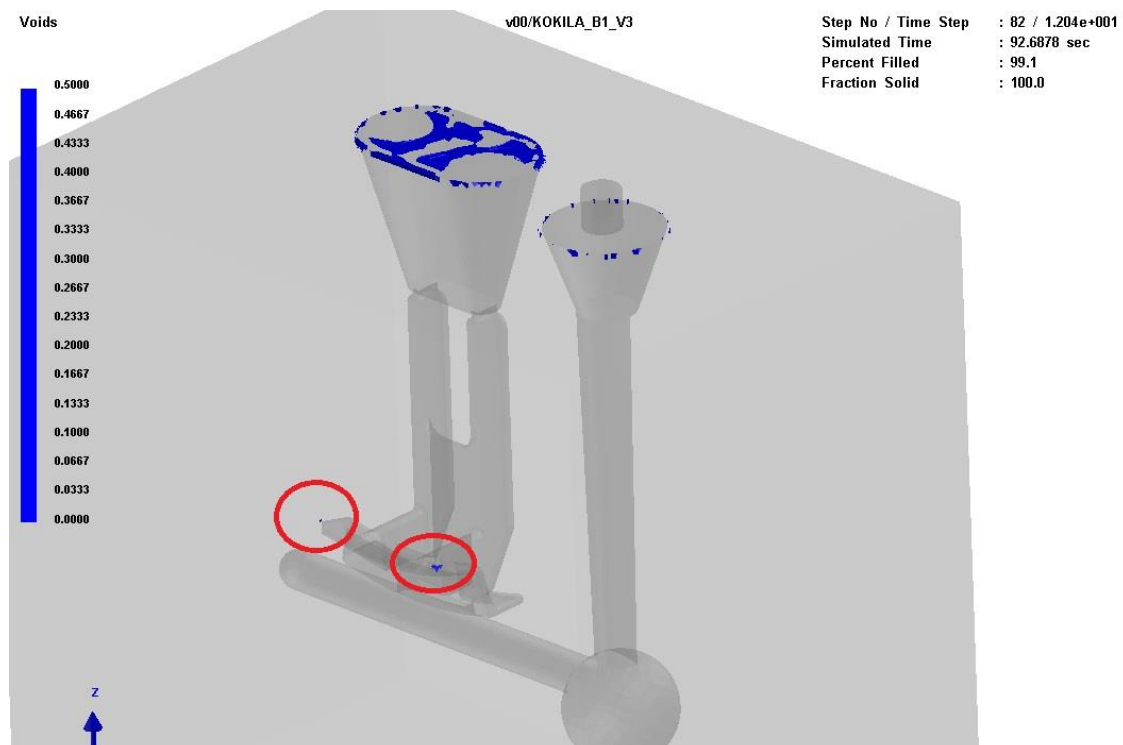 Voids
v00/KOKILA_B1_V3
Step No / Time Step : 82 / 1.204e+001
Simulated Time : 92.6878 sec
Percent Filled : 99.1
Fraction Solid : 100.0
0.5000
0.4667
0.4333
0.4000
0.3667
0.3333
0.3000
0.2667
0.2333
0.2000
0.1667
0.1333
0.1000
0.0667
0.0333
0.0000
Z